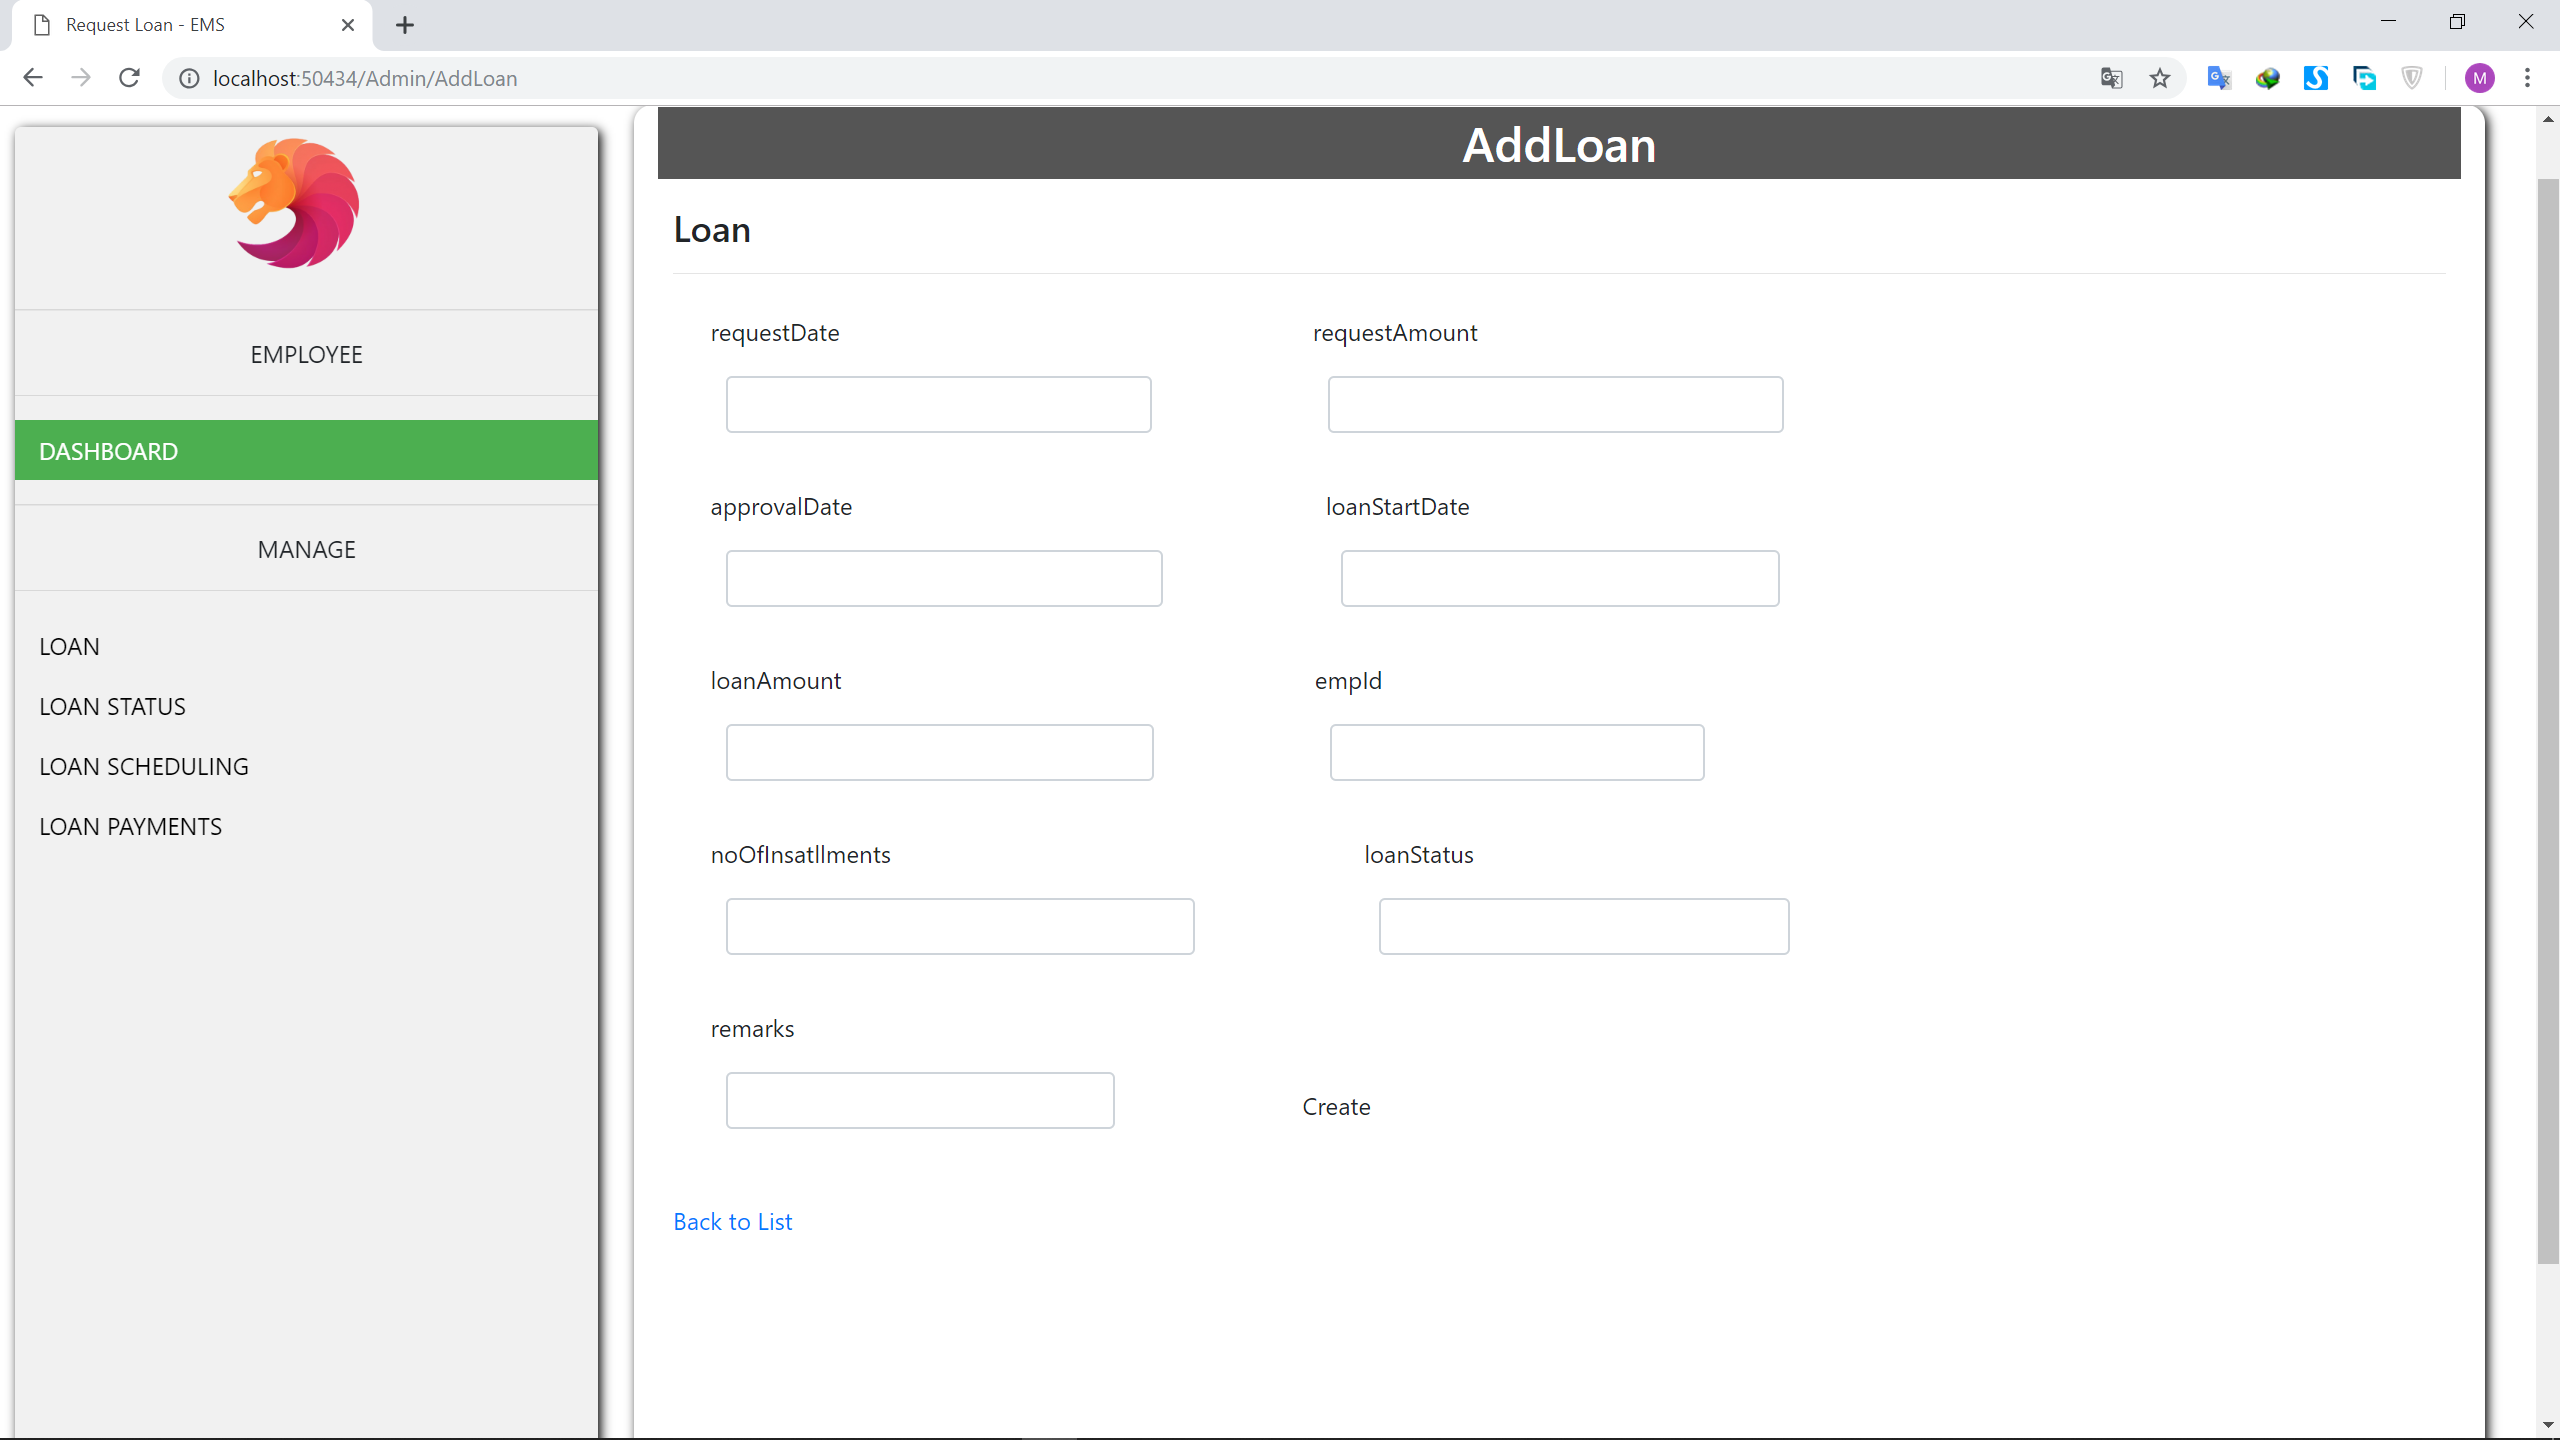 Request Loan - EMS
localhost:50434/Admin/AddLoan
M
AddLoan
EMPLOYEE
DASHBOARD
MANAGE
LOAN
LOAN STATUS
LOAN SCHEDULING
LOAN PAYMENTS
Loan
requestDate requestAmount
approvalDate loanStartDate
loanAmount empId
noOfInsatllments loanStatus
remarks
Create
Back to List